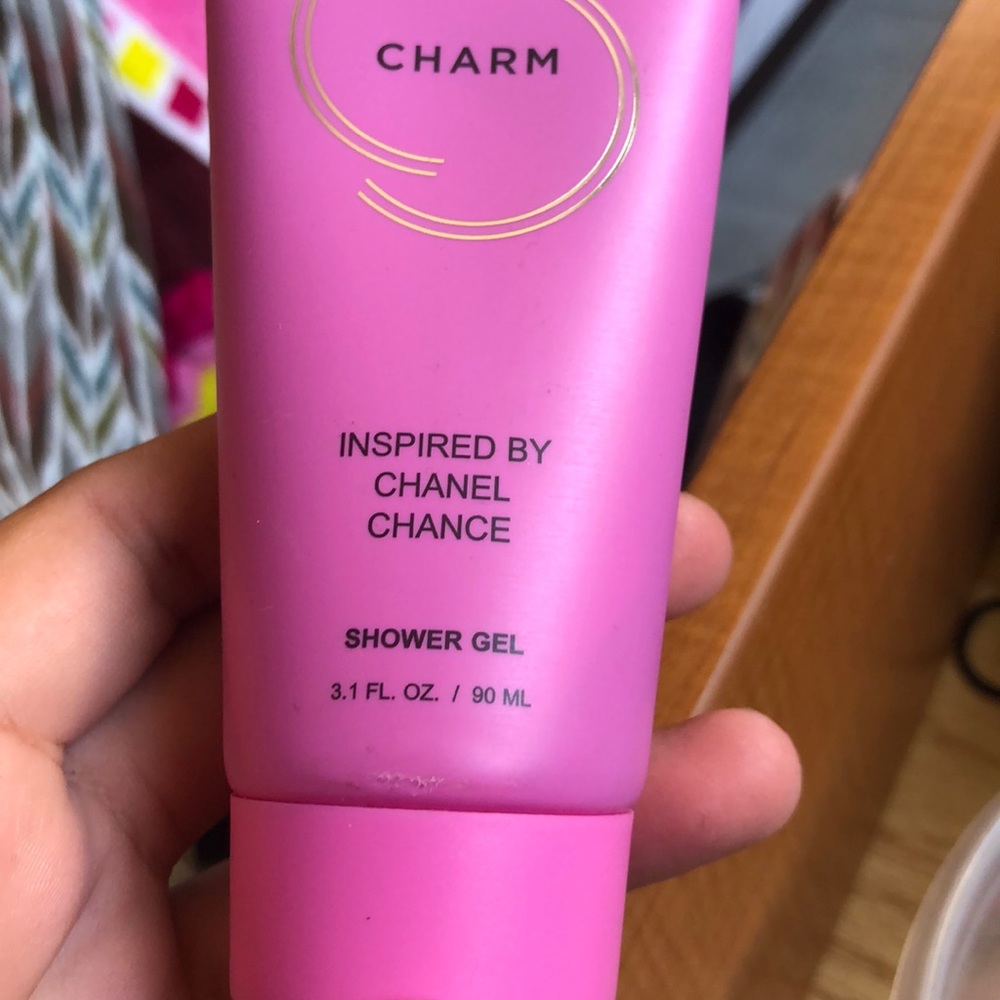 CHARM
INSPIRED BY
CHANEL
CHANCE
SHOWER GEL
3.1 FL. OZ. / 90 ML